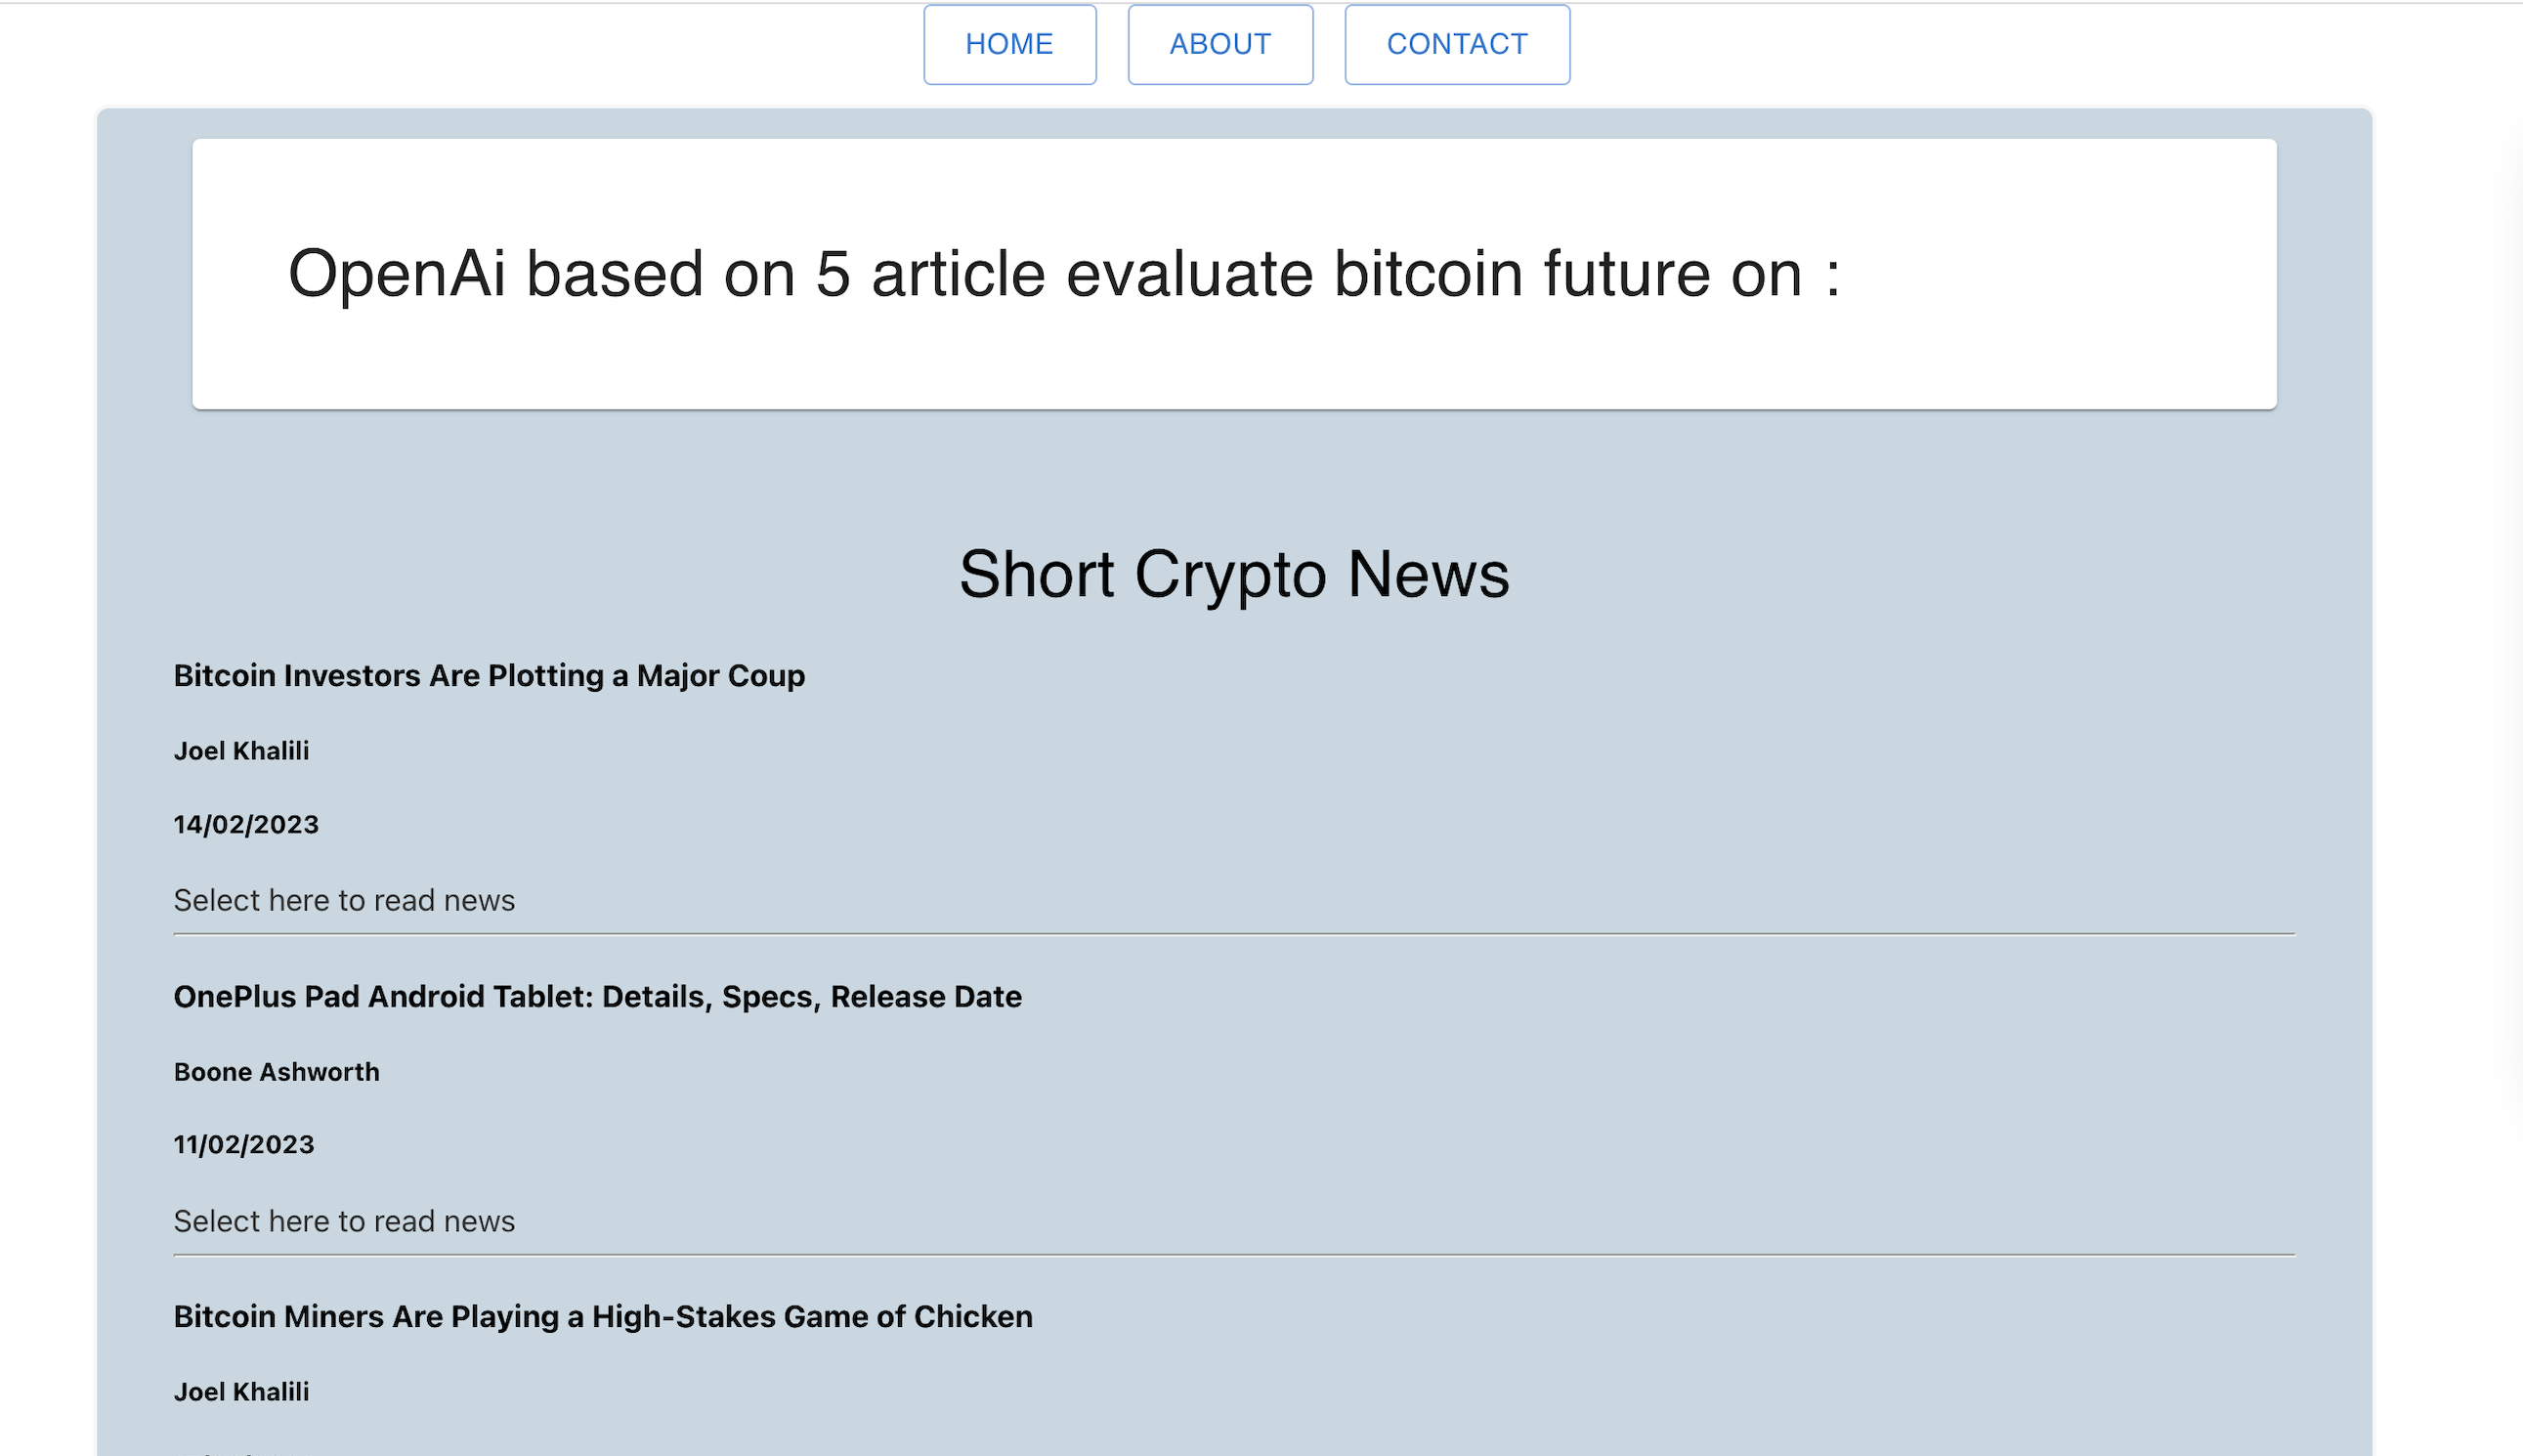 HOME ABOUT CONTACT
OpenAi based on 5 article evaluate bitcoin future on :
Short Crypto News
Bitcoin Investors Are Plotting a Major Coup
Joel Khalili
14/02/2023
Select here to read news
OnePlus Pad Android Tablet: Details, Specs, Release Date
Boone Ashworth
11/02/2023
Select here to read news
Bitcoin Miners Are Playing a High-Stakes Game of Chicken
Joel Khalili